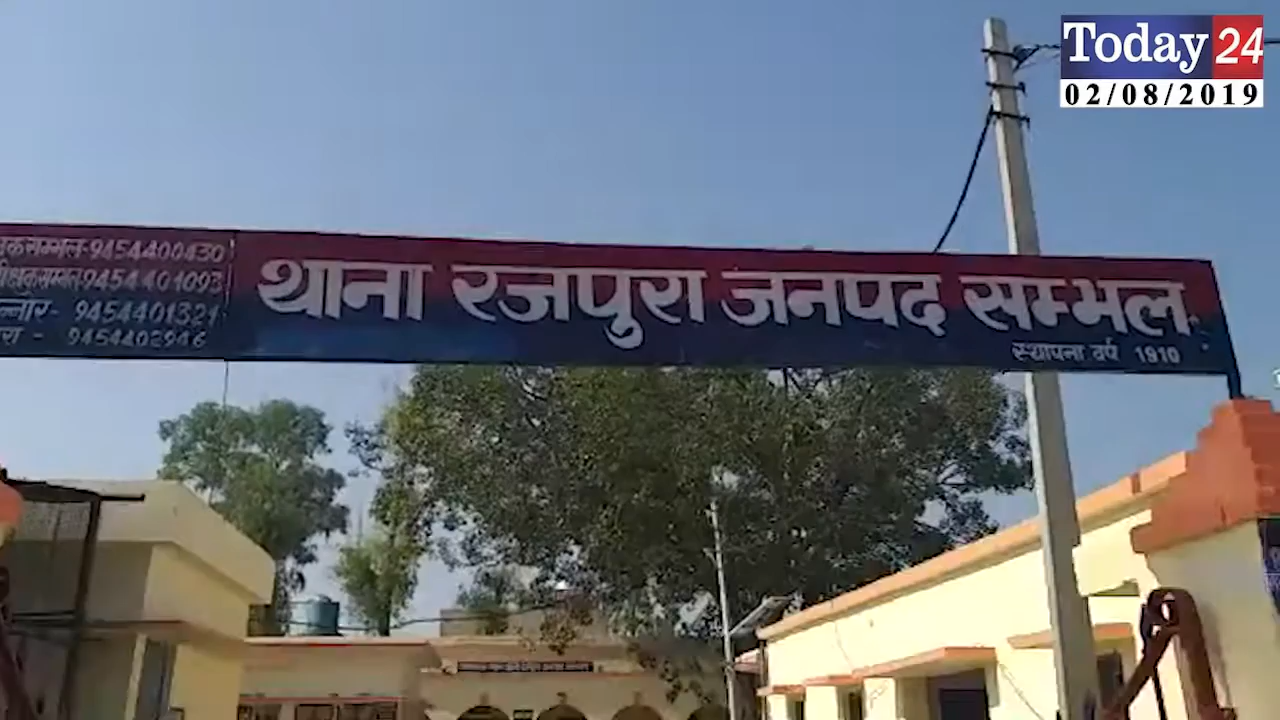 Today 24
02/08/2019
थाना रजपुरा जनपद सम्भल
स्थापना वर्ष 1910
9454400430
9454401093
9454401321
9454402946